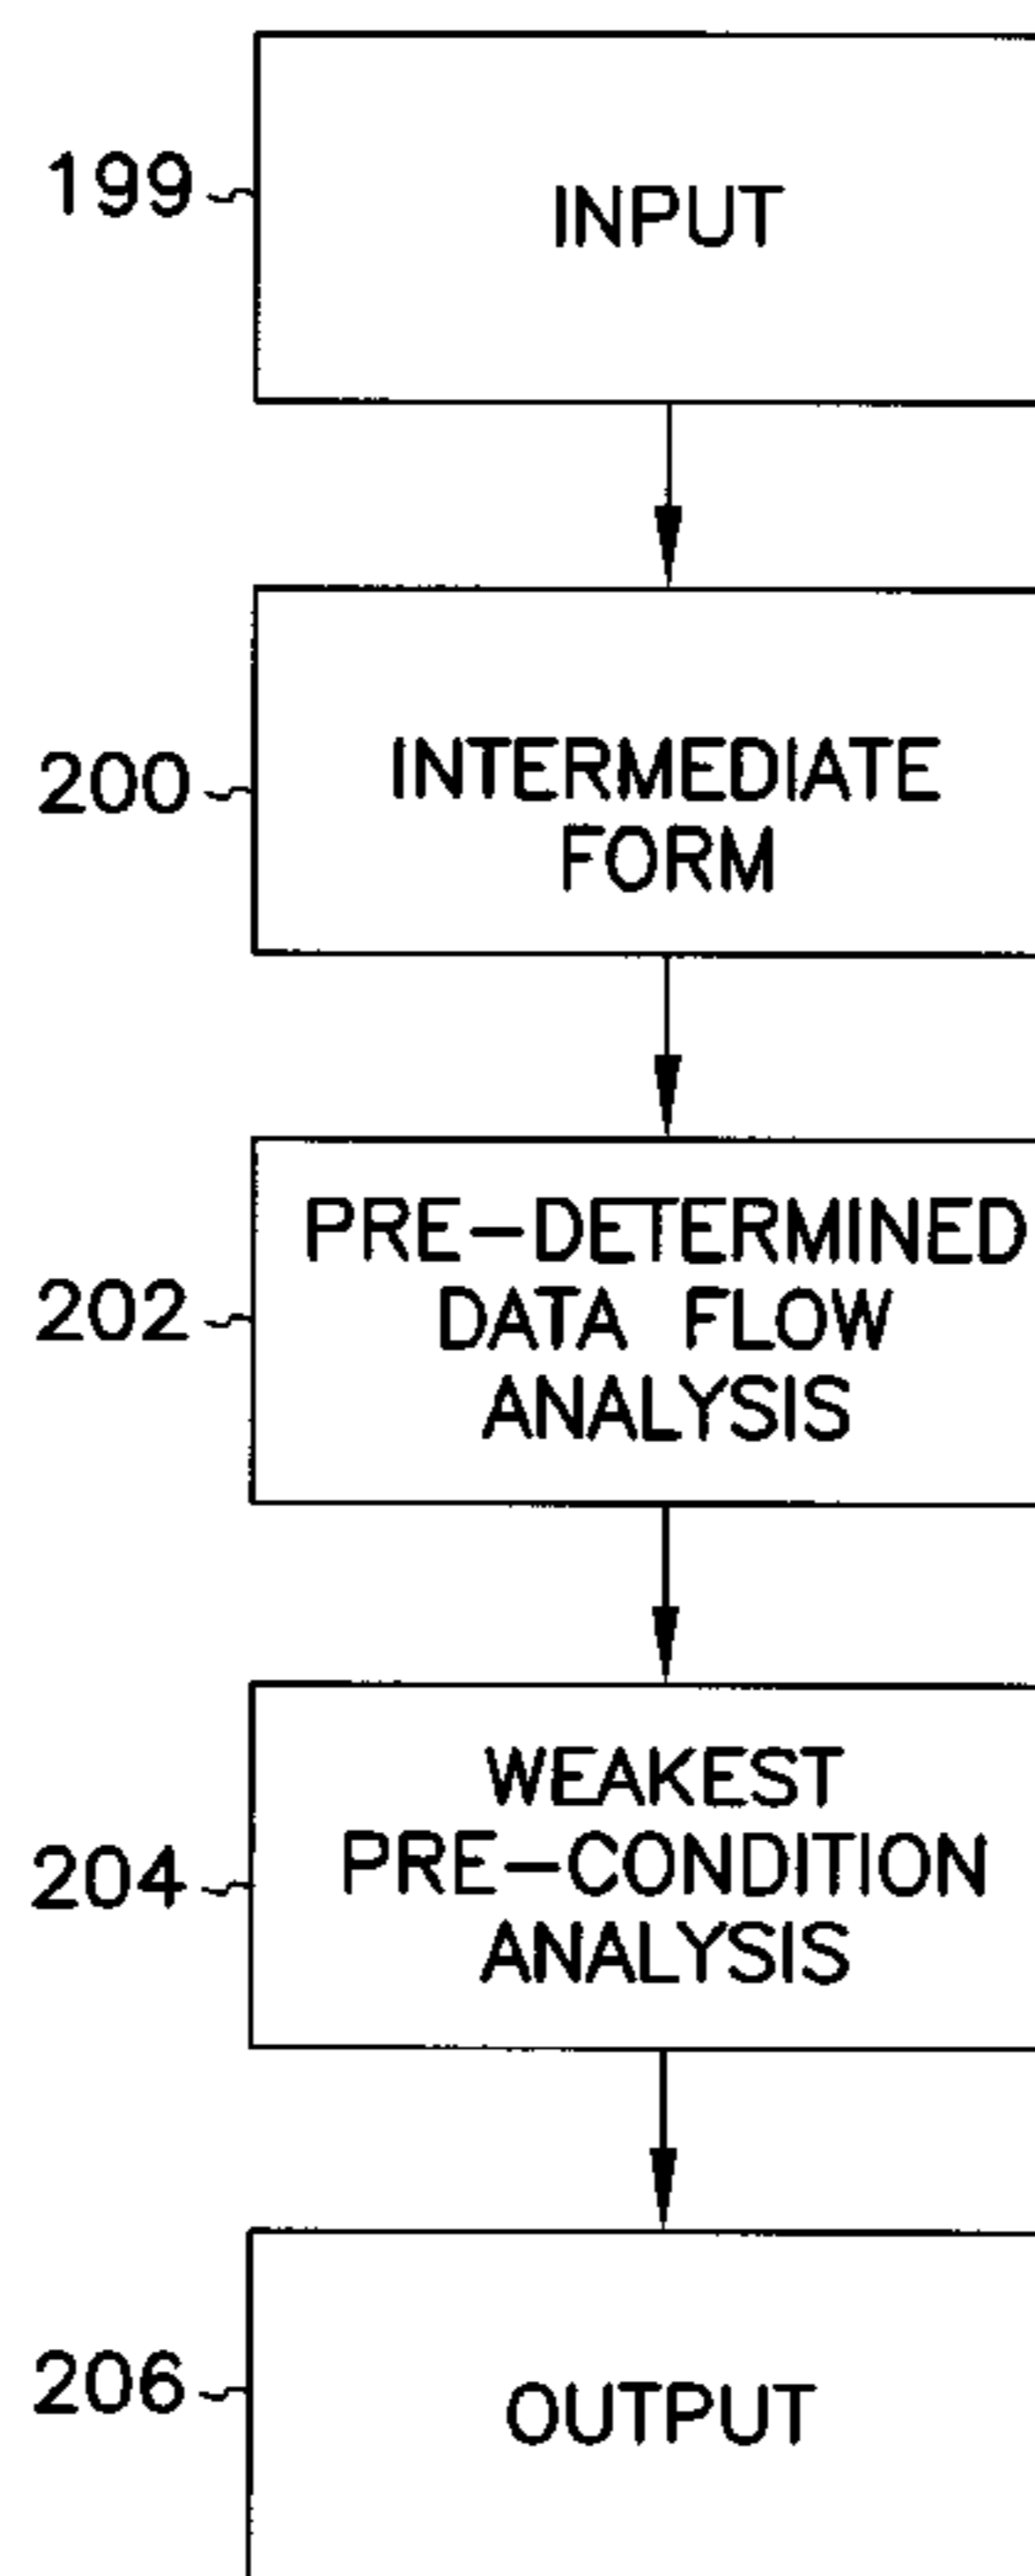 199
INPUT
200
INTERMEDIATE
FORM
202
PRE-DETERMINED
DATA FLOW
ANALYSIS
204
WEAKEST
PRE-CONDITION
ANALYSIS
206
OUTPUT